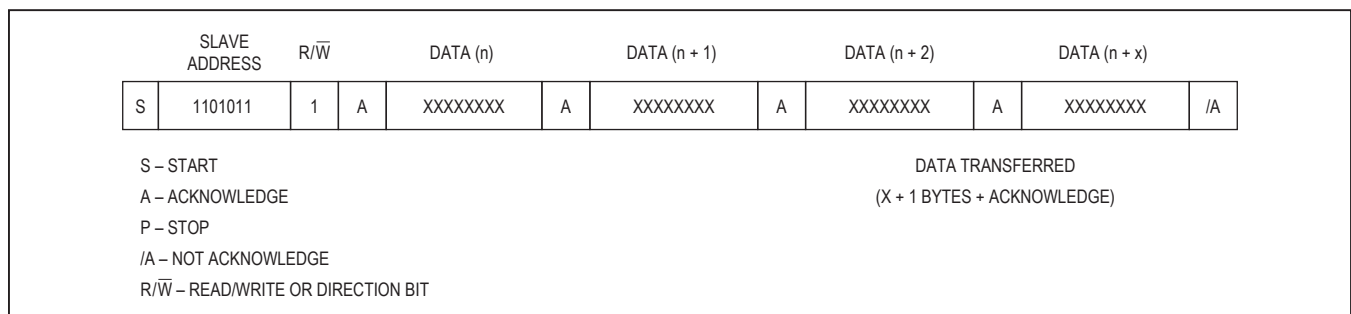 SLAVE
ADDRESS
R/W̅
DATA (n)
DATA (n + 1)
DATA (n + 2)
DATA (n + x)
S 1101011 1 A XXXXXXXX A XXXXXXXX A XXXXXXXX A XXXXXXXX /A
S – START
A – ACKNOWLEDGE
P – STOP
/A – NOT ACKNOWLEDGE
R/W̅ – READ/WRITE OR DIRECTION BIT
DATA TRANSFERRED
(X + 1 BYTES + ACKNOWLEDGE)